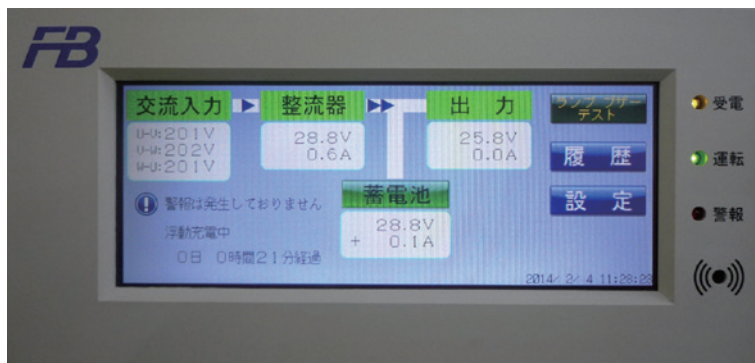 FB
交流入力
整流器
出 力
ランプ ブザー
テスト
受電
U-V:201V
V-W:202V
W-U:201V
28.8V
0.6A
25.8V
0.0A
履 歴
運転
警報は発生しておりません
蓄電池
設 定
警報
浮動充電中
28.8V
+ 0.1A
0日 0時間21分経過
2014/ 2/ 4 11:28:23